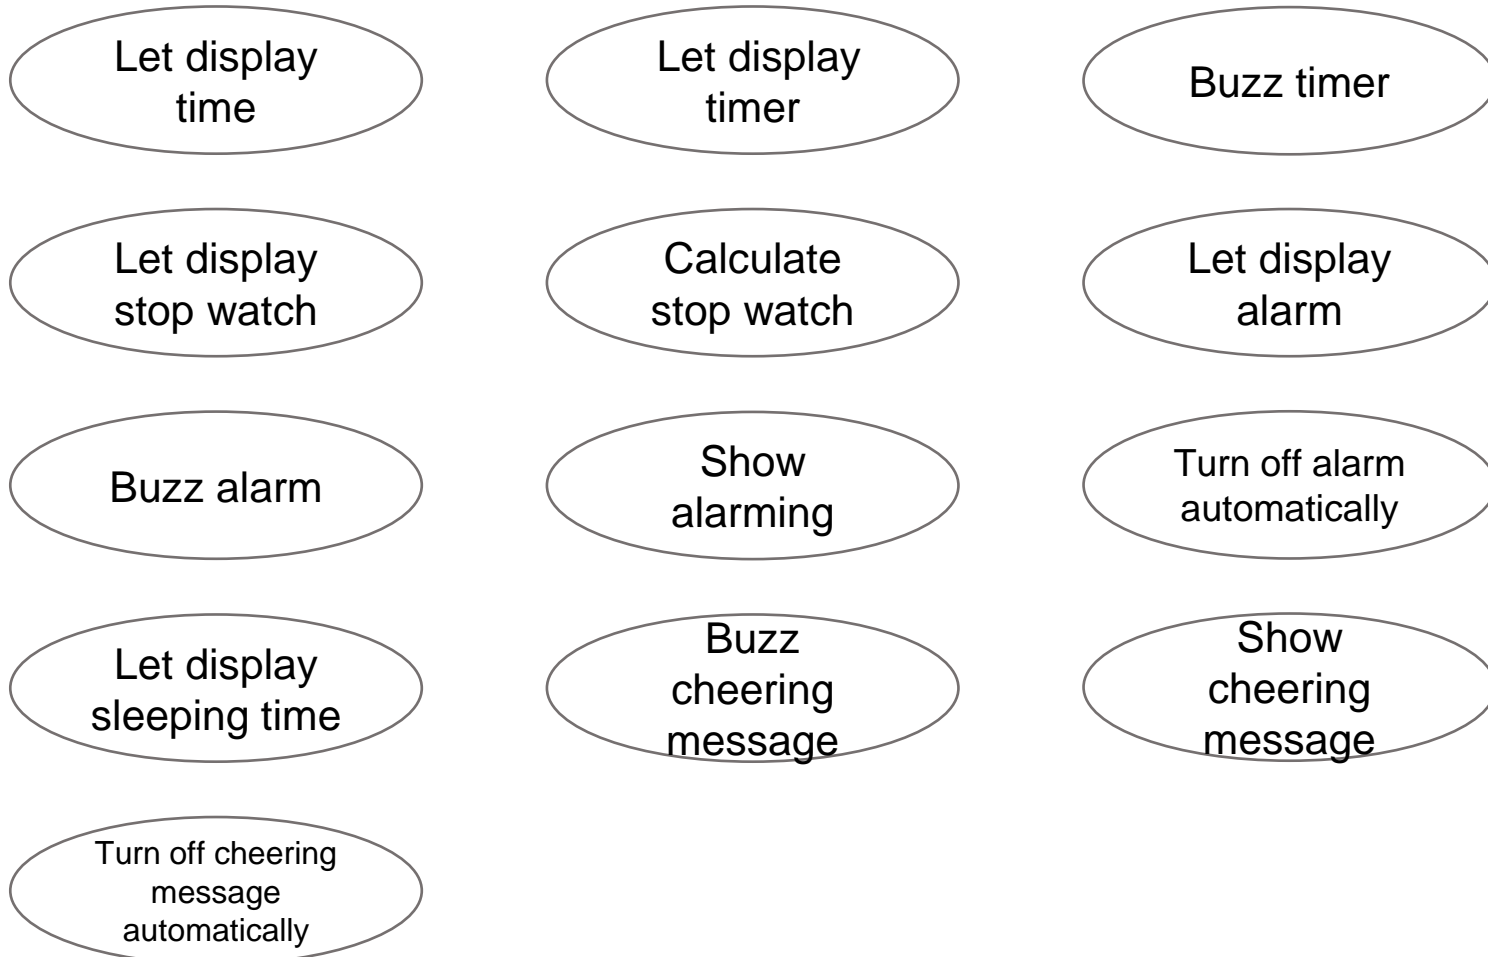 Let display
time
Let display
timer
Buzz timer
Let display
stop watch
Calculate
stop watch
Let display
alarm
Buzz alarm
Show
alarming
Turn off alarm
automatically
Let display
sleeping time
Buzz
cheering
message
Show
cheering
message
Turn off cheering
message
automatically